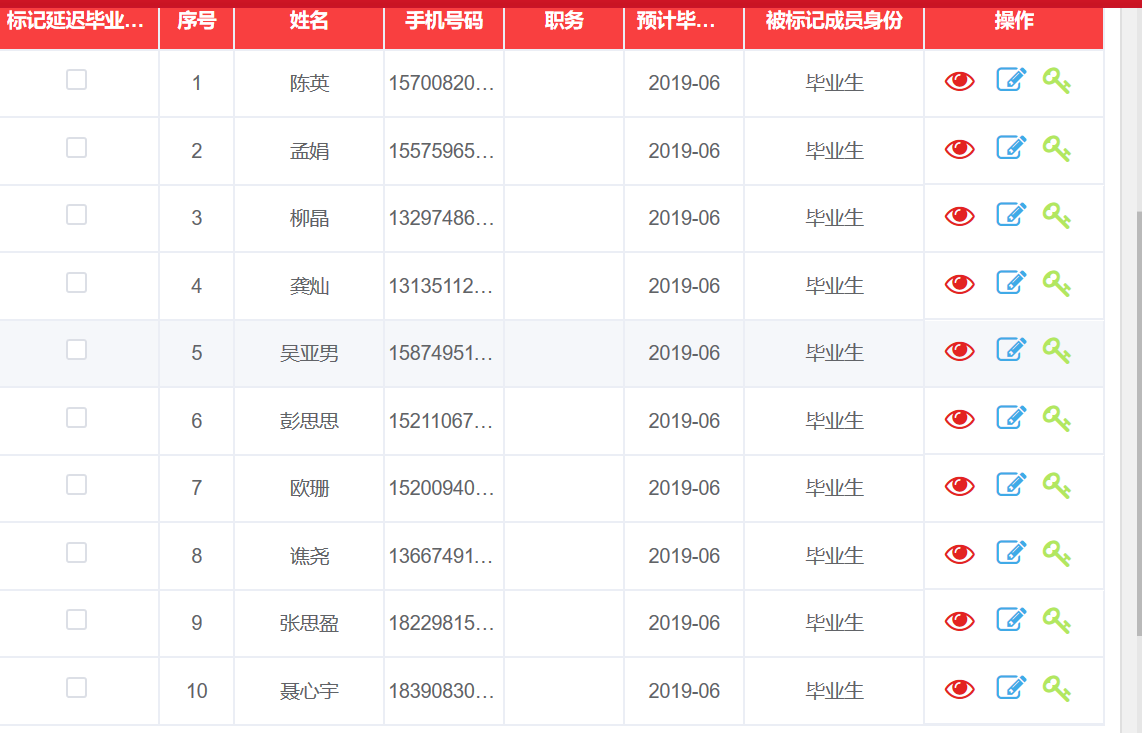 标记延迟毕业... 序号 姓名 手机号码 职务 预计毕... 被标记成员身份 操作
1 陈英 15700820... 2019-06 毕业生
2 孟娟 15575965... 2019-06 毕业生
3 柳晶 13297486... 2019-06 毕业生
4 龚灿 13135112... 2019-06 毕业生
5 吴亚男 15874951... 2019-06 毕业生
6 彭思思 15211067... 2019-06 毕业生
7 欧珊 15200940... 2019-06 毕业生
8 谯尧 13667491... 2019-06 毕业生
9 张思盈 18229815... 2019-06 毕业生
10 聂心宇 18390830... 2019-06 毕业生